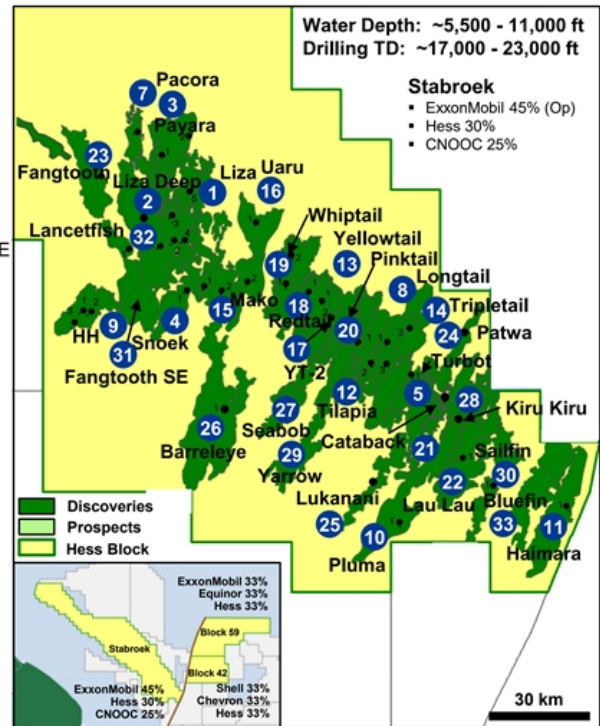 Water Depth: ~5,500 - 11,000 ft
Drilling TD: ~17,000 - 23,000 ft
Stabroek
▪ ExxonMobil 45% (Op)
▪ Hess 30%
▪ CNOOC 25%
7
Pacora
3
Payara
23
Fangtooth
Liza Deep
2
1
Liza
Uaru
16
Lancetfish
32
Whiptail
19
Yellowtail
13
Pinktail
8
Longtail
E
Mako
15
18
Redtail
20
14
Tripletail
24
Patwa
HH
9
4
Snoek
31
Fangtooth SE
17
YT-2
Turbot
12
Tilapia
5
28
Kiru Kiru
26
Barreleye
27
Seabob
Cataback
21
Sailfin
29
Yarrow
22
30
Lukanani
Lau Lau
Bluefin
25
10
Pluma
33
11
Haimara
Discoveries
Prospects
Hess Block
ExxonMobil 33%
Equinor 33%
Hess 33%
Block 59
Stabroek
Block 42
ExxonMobil 45%
Hess 30%
CNOOC 25%
Shell 33%
Chevron 33%
Hess 33%
30 km